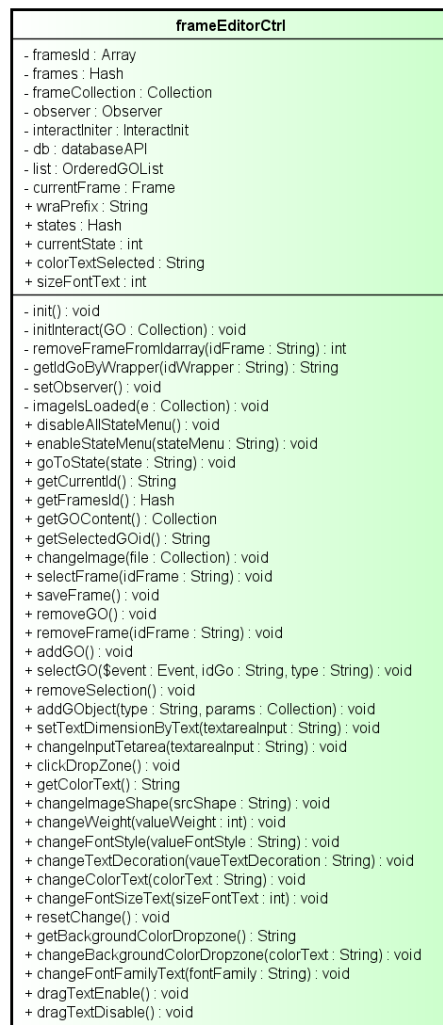 frameEditorCtrl
- framesId : Array
- frames : Hash
- frameCollection : Collection
- observer : Observer
- interactIniter : InteractInit
- db : databaseAPI
- list : OrderedGOList
- currentFrame : Frame
+ wraPrefix : String
+ states : Hash
+ currentState : int
+ colorTextSelected : String
+ sizeFontText : int
- init() : void
- initInteract(GO : Collection) : void
- removeFrameFromIdarray(idFrame : String) : int
- getIdGoByWrapper(idWrapper : String) : String
- setObserver() : void
- imageIsLoaded(e : Collection) : void
+ disableAllStateMenu() : void
+ enableStateMenu(stateMenu : String) : void
+ goToState(state : String) : void
+ getCurrentId() : String
+ getFramesId() : Hash
+ getGOContent() : Collection
+ getSelectedGOid() : String
+ changeImage(file : Collection) : void
+ selectFrame(idFrame : String) : void
+ saveFrame() : void
+ removeGO() : void
+ removeFrame(idFrame : String) : void
+ addGO() : void
+ selectGO($event : Event, idGo : String, type : String) : void
+ removeSelection() : void
+ addGObject(type : String, params : Collection) : void
+ setTextDimensionByText(textareaInput : String) : void
+ changeInputTetarea(textareaInput : String) : void
+ clickDropZone() : void
+ getColorText() : String
+ changeImageShape(srcShape : String) : void
+ changeWeight(valueWeight : int) : void
+ changeFontStyle(valueFontStyle : String) : void
+ changeTextDecoration(vaueTextDecoration : String) : void
+ changeColorText(colorText : String) : void
+ changeFontSizeText(sizeFontText : int) : void
+ resetChange() : void
+ getBackgroundColorDropzone() : String
+ changeBackgroundColorDropzone(colorText : String) : void
+ changeFontFamilyText(fontFamily : String) : void
+ dragTextEnable() : void
+ dragTextDisable() : void